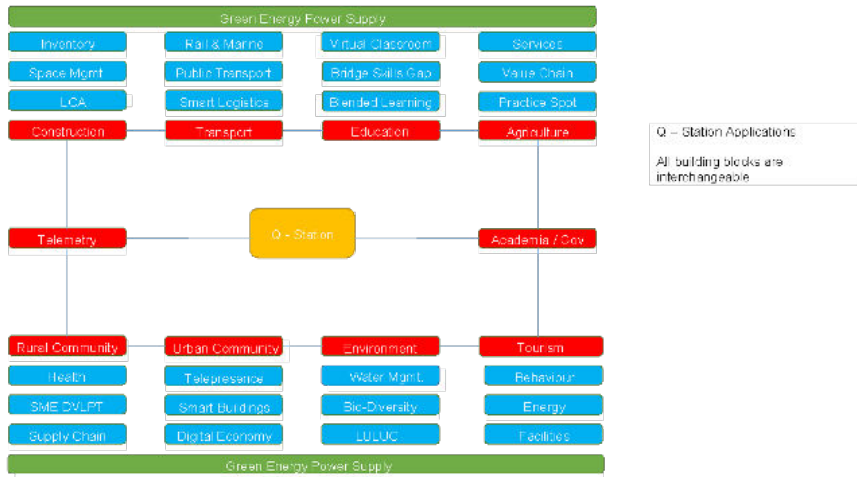 Green Energy Power Supply
Inventory
Rail & Marine
Virtual Classroom
Services
Space Mgmt
Public Transport
Bridge Skills Gap
Value Chain
LCA
Smart Logistics
Blended Learning
Practice Spot
Construction
Transport
Education
Agriculture
Q – Station Applications
All building blocks are
interchangeable
Telemetry
Q - Station
Academia / Gov
Rural Community
Urban Community
Environment
Tourism
Health
Telepresence
Water Mgmt.
Behaviour
SME DVLPT
Smart Buildings
Bio-Diversity
Energy
Supply Chain
Digital Economy
LULUC
Facilities
Green Energy Power Supply